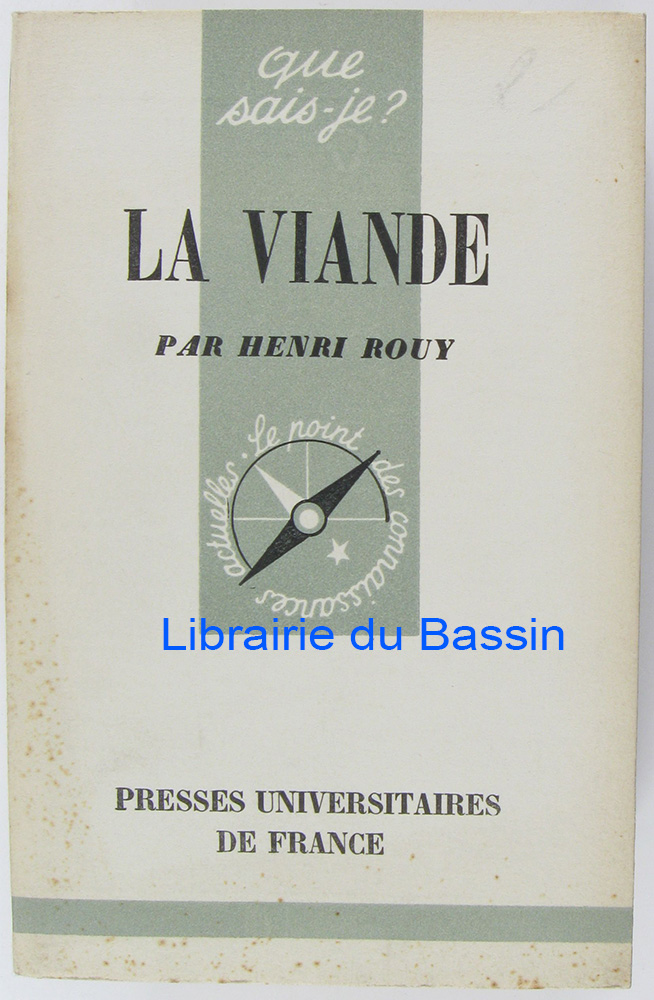 que
sais-je?
LA VIANDE
PAR HENRI ROUY
le point des connaissances actuelles.
Librairie du Bassin
PRESSES UNIVERSITAIRES
DE FRANCE